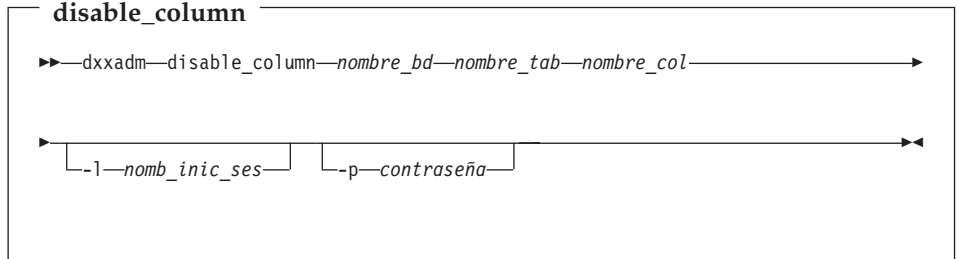 disable_column
dxxadm disable_column nombre_bd nombre_tab nombre_col
-l nomb_inic_ses -p contraseña